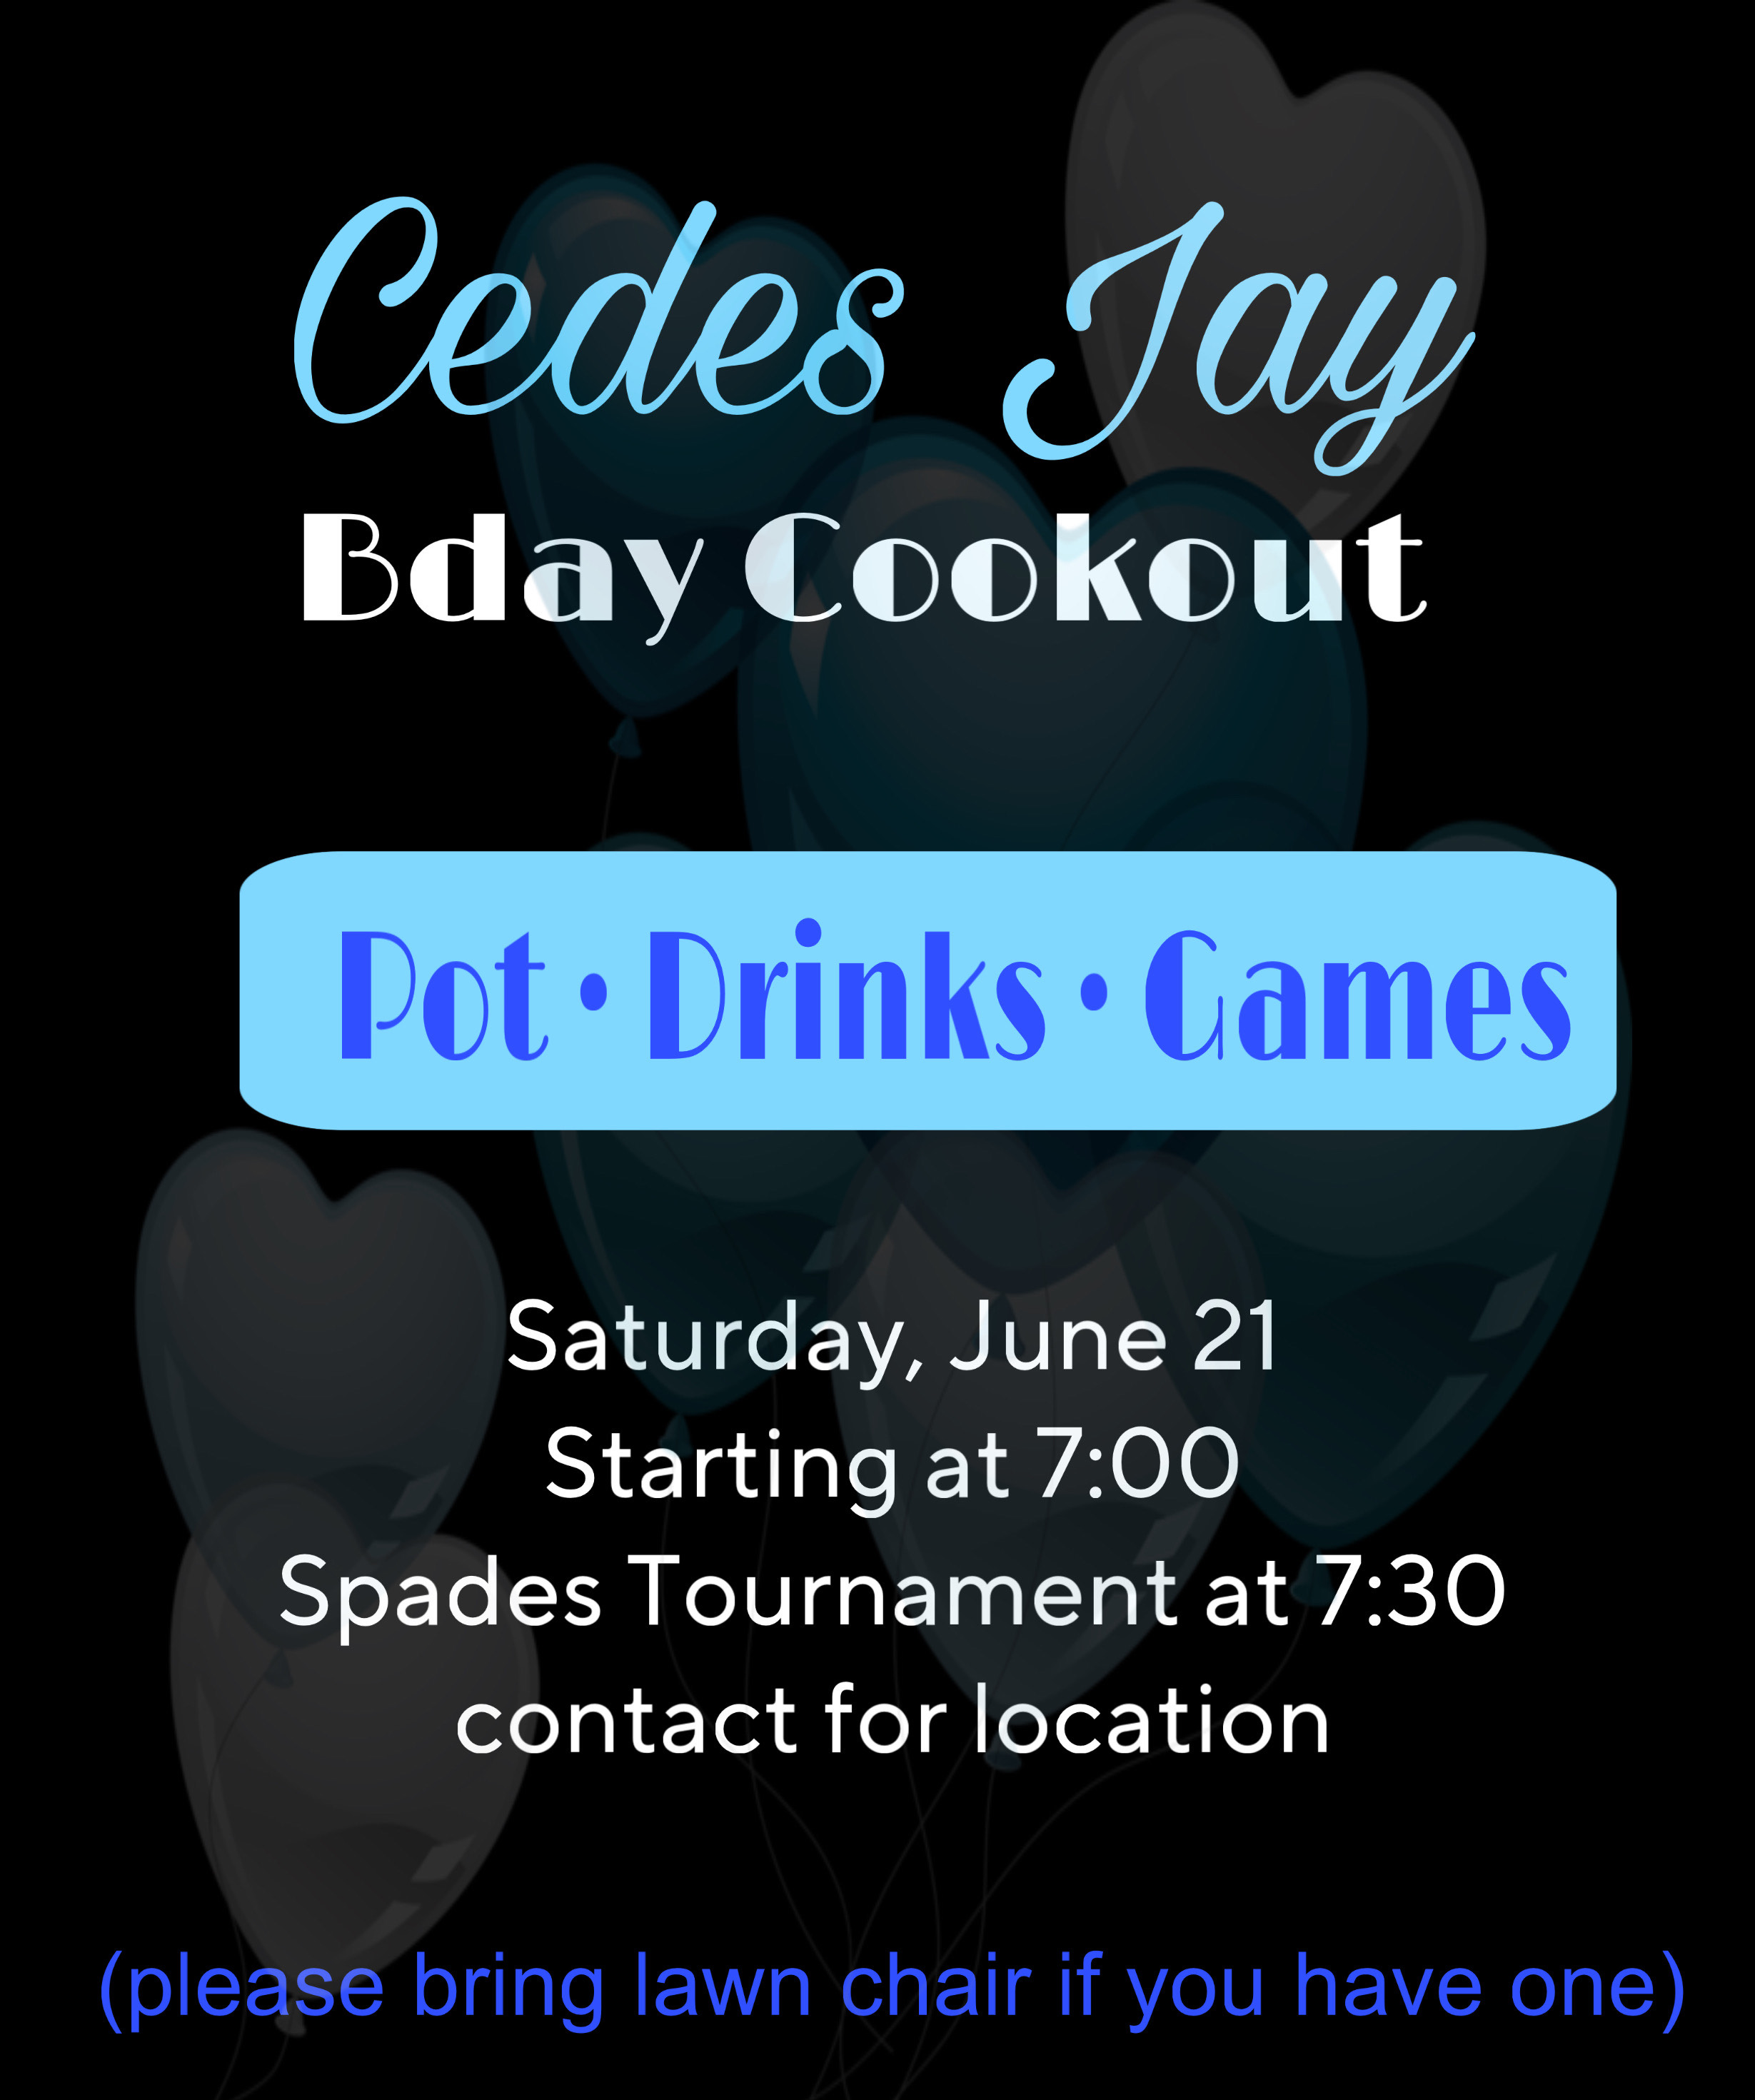 Cedes Jay
Bday Cookout
Pot • Drinks • Games
Saturday, June 21
Starting at 7:00
Spades Tournament at 7:30
contact for location
(please bring lawn chair if you have one)